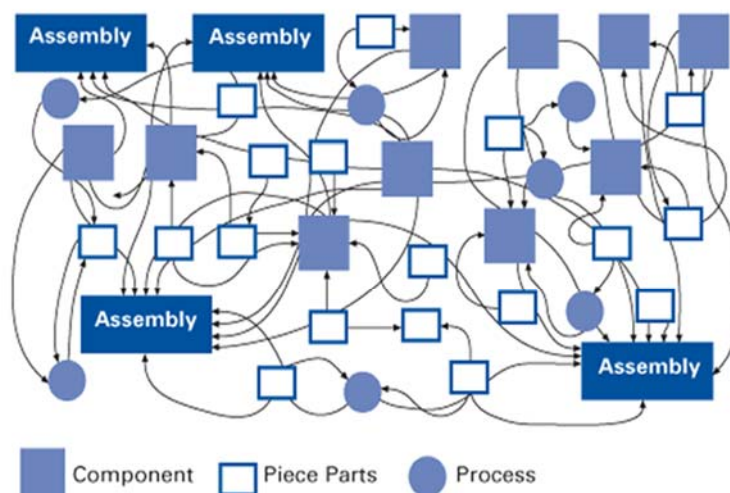 Assembly
Assembly
Assembly
Assembly
Component
Piece Parts
Process